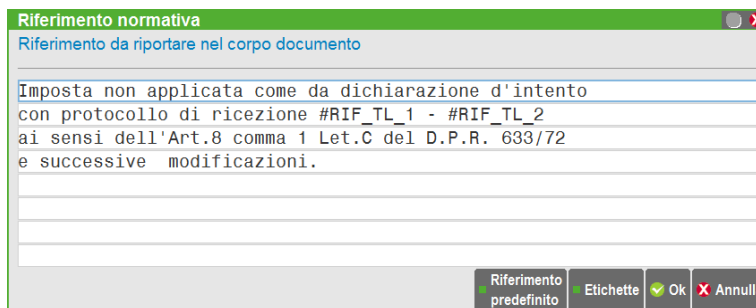 Riferimento normativa
Riferimento da riportare nel corpo documento
Imposta non applicata come da dichiarazione d'intento
con protocollo di ricezione #RIF_TL_1 - #RIF_TL_2
ai sensi dell'Art.8 comma 1 Let.C del D.P.R. 633/72
e successive  modificazioni.
Riferimento
predefinito
Etichette
Ok
Annull